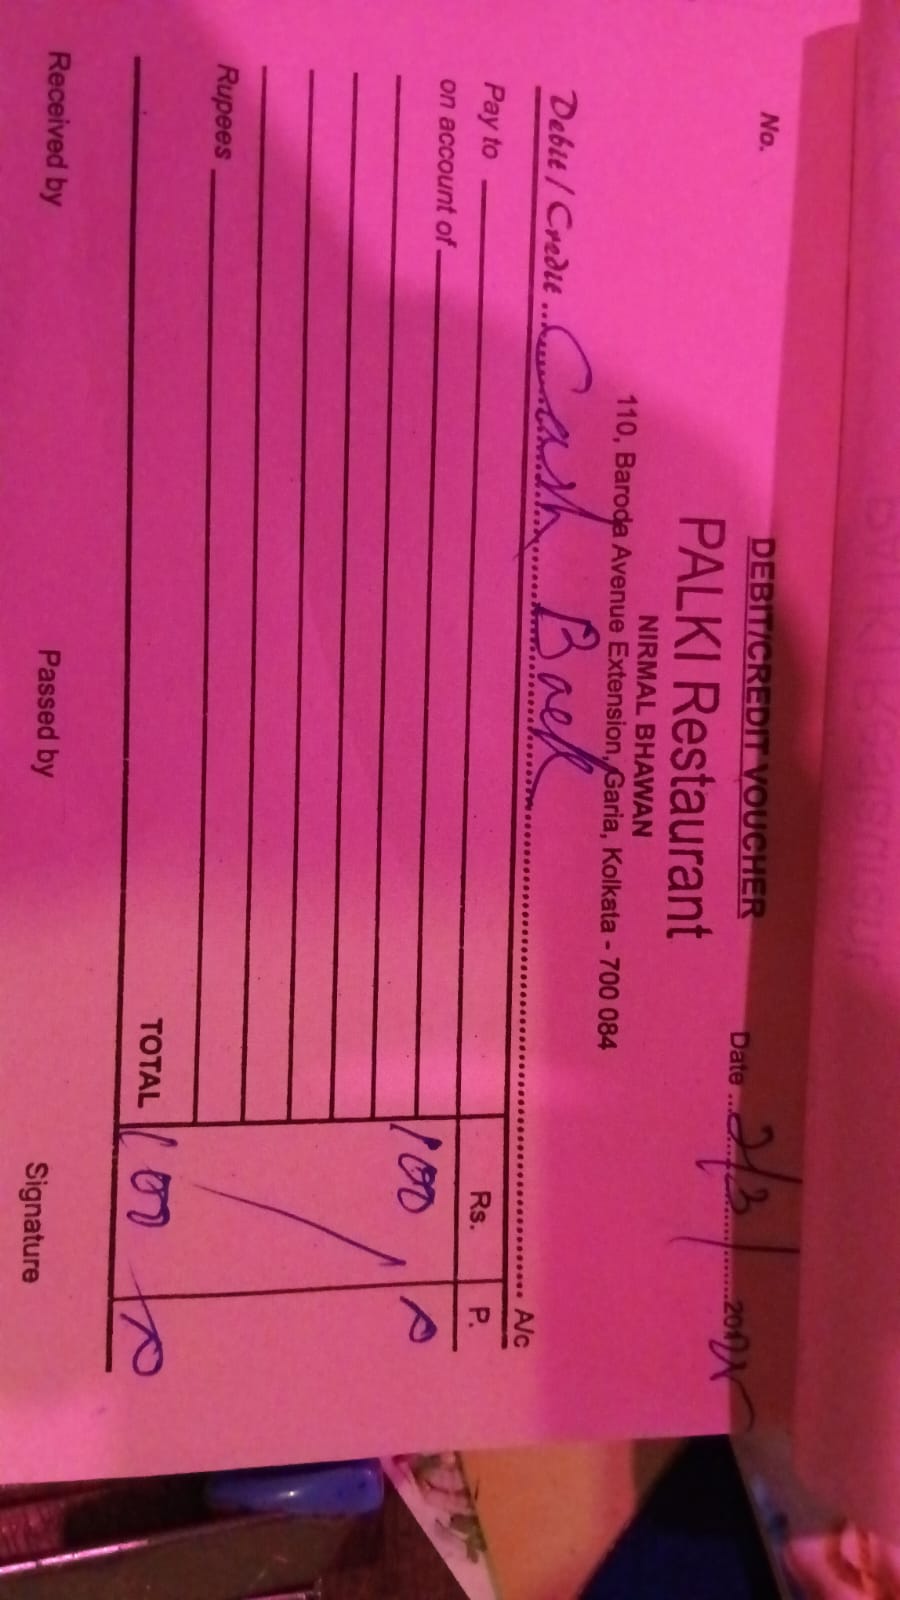 DEBIT/CREDIT VOUCHER
No.
PALKI Restaurant
Date ... 2/3/
NIRMAL BHAWAN
110, Baroda Avenue Extension, Garia, Kolkata - 700 084
Debit / Credit ... Cash Back ... A/c
Pay to
Rs. P.
on account of
100
Rupees
TOTAL 100
Received by Passed by Signature